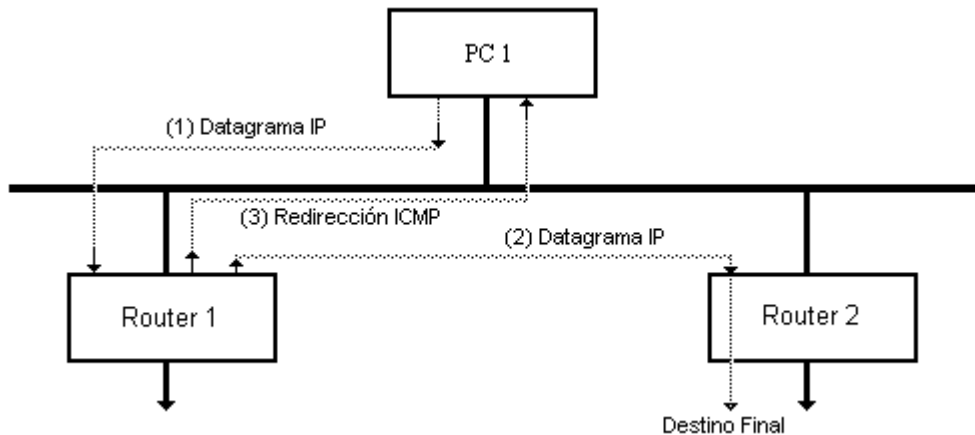 PC 1
(1) Datagrama IP
(3) Redirección ICMP
(2) Datagrama IP
Router 1
Router 2
Destino Final